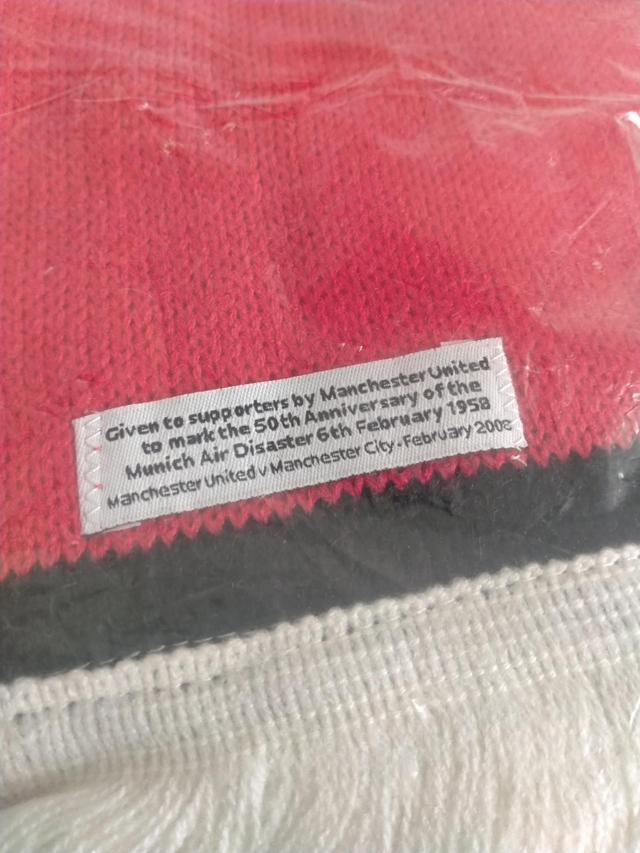 Given to supporters by Manchester United
to mark the 50th Anniversary of the
Munich Air Disaster 6th February 1958
Manchester United v Manchester City - February 2008